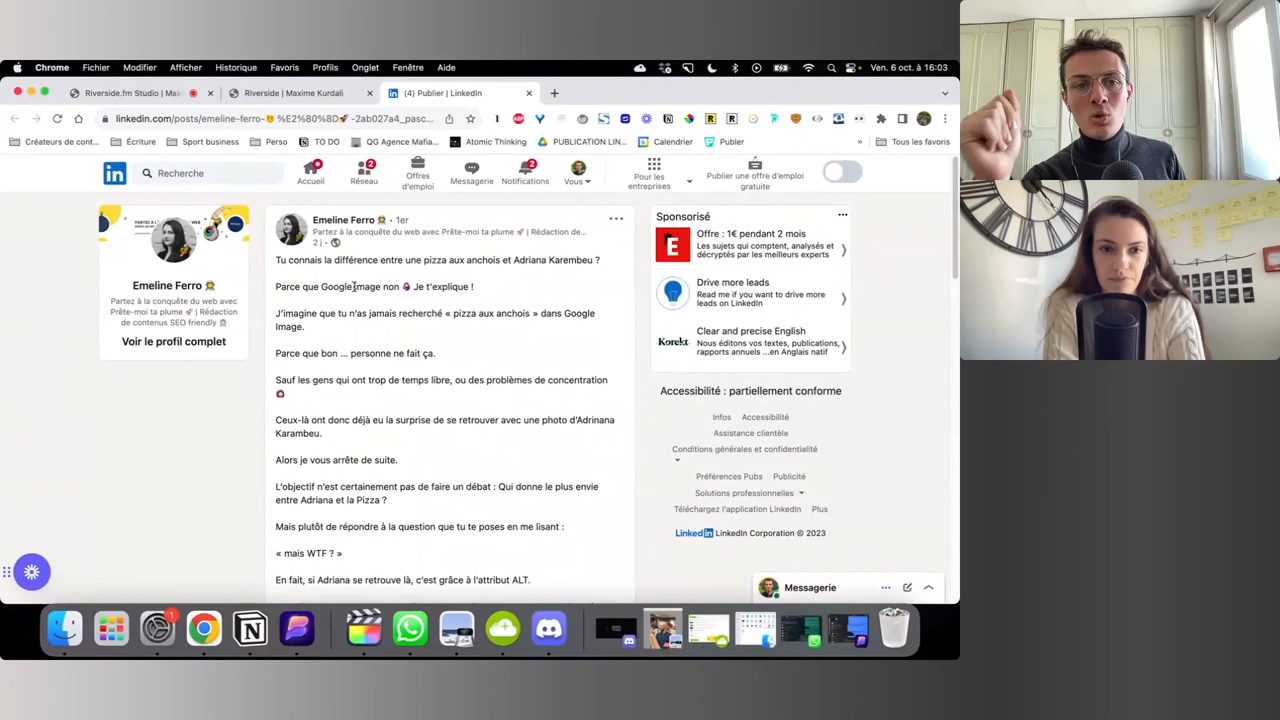 Chrome Fichier Modifier Afficher Historique Favoris Profils Onglet Fenêtre Aide Ven. 6 oct. à 16:03
Riverside.fm Studio | Ma
Riverside | Maxime Kurdali
(4) Publier | LinkedIn
linkedin.com/posts/emeline-ferro-
%E2%80%8D
-2ab027a4_pasc...
Créateurs de cont... Écriture Sport business Perso TO DO QG Agence Mafia... Atomic Thinking PUBLICATION LIN... Calendrier Publier » Tous les favoris
in
Recherche
Accueil
2
Réseau
Offres d'emploi
Messagerie
2
Notifications
Vous
Pour les entreprises
Publier une offre d'emploi gratuite
Emeline Ferro
Partez à la conquête du web avec Prête-moi ta plume 🚀 | Rédaction de contenus SEO friendly
Voir le profil complet
Emeline Ferro • 1er
Partez à la conquête du web avec Prête-moi ta plume 🚀 | Rédaction de...
2 j •
Tu connais la différence entre une pizza aux anchois et Adriana Karembeu ?
Parce que Google Image non Je t'explique !
J'imagine que tu n'as jamais recherché « pizza aux anchois » dans Google
Image.
Parce que bon ... personne ne fait ça.
Sauf les gens qui ont trop de temps libre, ou des problèmes de concentration
Ceux-là ont donc déjà eu la surprise de se retrouver avec une photo d'Adrinana
Karambeu.
Alors je vous arrête de suite.
L'objectif n'est certainement pas de faire un débat : Qui donne le plus envie
entre Adriana et la Pizza ?
Mais plutôt de répondre à la question que tu te poses en me lisant :
« mais WTF ? »
En fait, si Adriana se retrouve là, c'est grâce à l'attribut ALT.
Sponsorisé
Offre : 1€ pendant 2 mois
Les sujets qui comptent, analysés et
décryptés par les meilleurs experts
Drive more leads
Read me if you want to drive more
leads on LinkedIn
Korekt
Clear and precise English
Nous éditons vos textes, publications,
rapports annuels ...en Anglais natif
Accessibilité : partiellement conforme
Infos Accessibilité
Assistance clientèle
Conditions générales et confidentialité
Préférences Pubs Publicité
Solutions professionnelles
Téléchargez l'application LinkedIn Plus
LinkedIn LinkedIn Corporation © 2023
Messagerie
1